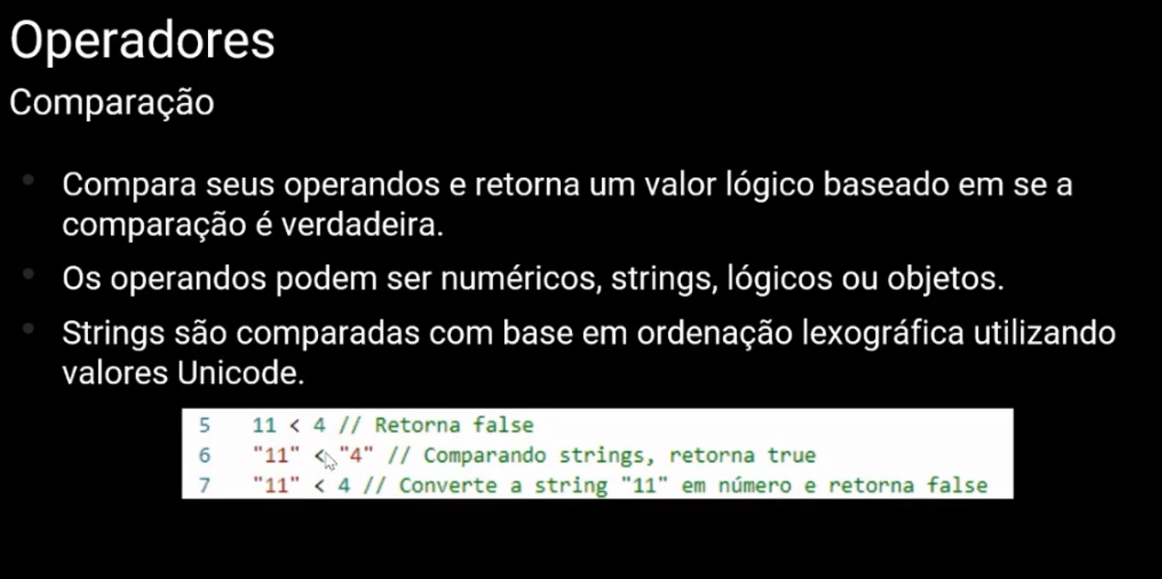 Operadores
Comparação
Compara seus operandos e retorna um valor lógico baseado em se a
comparação é verdadeira.
Os operandos podem ser numéricos, strings, lógicos ou objetos.
Strings são comparadas com base em ordenação lexográfica utilizando
valores Unicode.
5 11 < 4 // Retorna false
6 "11" < "4" // Comparando strings, retorna true
7 "11" < 4 // Converte a string "11" em número e retorna false